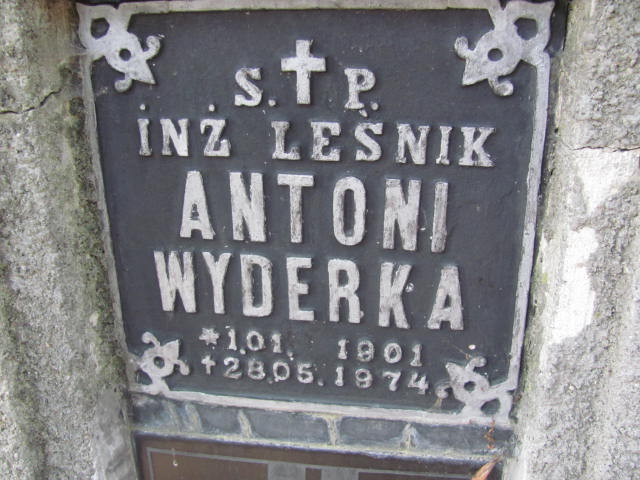 Ś. † P.
INŻ LEŚNIK
ANTONI
WYDERKA
* 1.01. 1901
† 28.05.1974